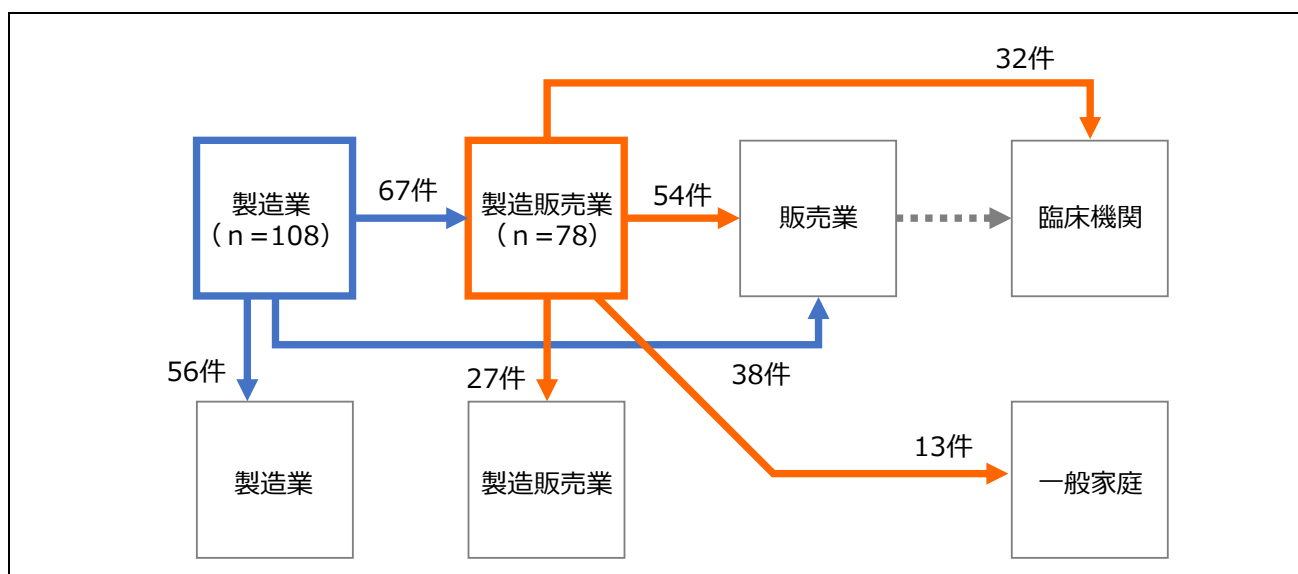 32件
製造業
（ｎ＝108）
67件
製造販売業
（ｎ＝78）
54件
販売業
臨床機関
56件
27件
38件
13件
製造業
製造販売業
一般家庭